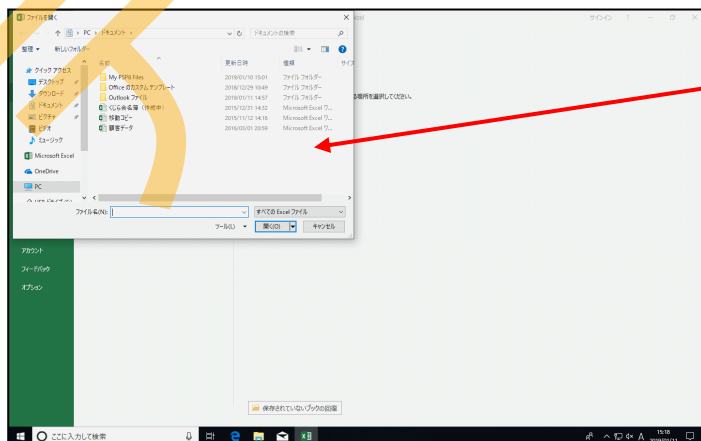 ファイルを開く
Excel
サインイン ? － □ ×
PC > ドキュメント >
ドキュメントの検索
整理 新しいフォルダー
名前 更新日時 種類 サイズ
クイック アクセス
デスクトップ
ダウンロード
ドキュメント
ピクチャ
ビデオ
ミュージック
Microsoft Excel
OneDrive
PC
My PSP8 Files 2019/01/10 15:01 ファイル フォルダー
Office のカスタム テンプレート 2018/12/29 10:49 ファイル フォルダー
Outlook ファイル 2019/01/11 14:57 ファイル フォルダー
くじら会名簿（作成中） 2015/12/31 14:32 Microsoft Excel ワ...
移動コピー 2015/11/12 14:18 Microsoft Excel ワ...
顧客データ 2016/03/01 20:59 Microsoft Excel ワ...
る場所を選択してください。
ファイル名(N):
すべての Excel ファイル
ツール(L) 開く(O) キャンセル
アカウント
フィードバック
オプション
保存されていないブックの回復
ここに入力して検索
A 15:18
2019/01/11